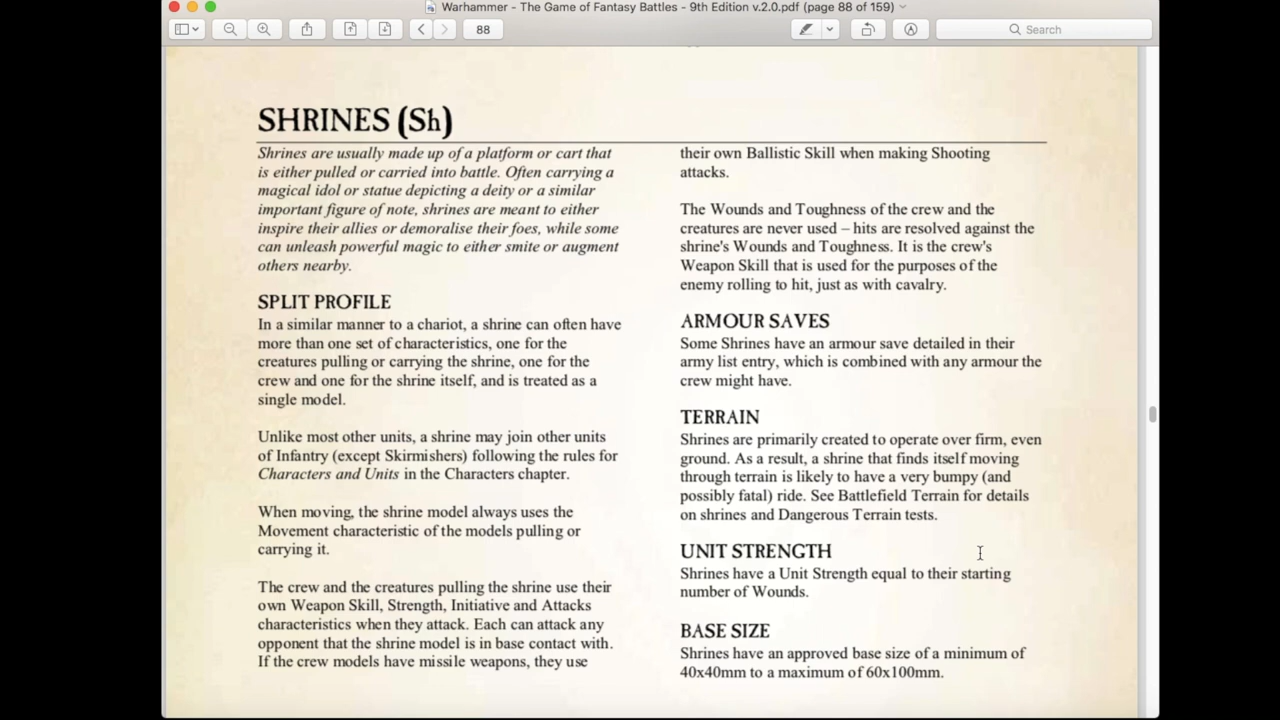 Warhammer - The Game of Fantasy Battles - 9th Edition v.2.0.pdf (page 88 of 159)
88
Search
SHRINES (Sh)
Shrines are usually made up of a platform or cart that
is either pulled or carried into battle. Often carrying a
magical idol or statue depicting a deity or a similar
important figure of note, shrines are meant to either
inspire their allies or demoralise their foes, while some
can unleash powerful magic to either smite or augment
others nearby.
SPLIT PROFILE
In a similar manner to a chariot, a shrine can often have
more than one set of characteristics, one for the
creatures pulling or carrying the shrine, one for the
crew and one for the shrine itself, and is treated as a
single model.
Unlike most other units, a shrine may join other units
of Infantry (except Skirmishers) following the rules for
Characters and Units in the Characters chapter.
When moving, the shrine model always uses the
Movement characteristic of the models pulling or
carrying it.
The crew and the creatures pulling the shrine use their
own Weapon Skill, Strength, Initiative and Attacks
characteristics when they attack. Each can attack any
opponent that the shrine model is in base contact with.
If the crew models have missile weapons, they use
their own Ballistic Skill when making Shooting
attacks.
The Wounds and Toughness of the crew and the
creatures are never used – hits are resolved against the
shrine's Wounds and Toughness. It is the crew's
Weapon Skill that is used for the purposes of the
enemy rolling to hit, just as with cavalry.
ARMOUR SAVES
Some Shrines have an armour save detailed in their
army list entry, which is combined with any armour the
crew might have.
TERRAIN
Shrines are primarily created to operate over firm, even
ground. As a result, a shrine that finds itself moving
through terrain is likely to have a very bumpy (and
possibly fatal) ride. See Battlefield Terrain for details
on shrines and Dangerous Terrain tests.
UNIT STRENGTH
Shrines have a Unit Strength equal to their starting
number of Wounds.
BASE SIZE
Shrines have an approved base size of a minimum of
40x40mm to a maximum of 60x100mm.